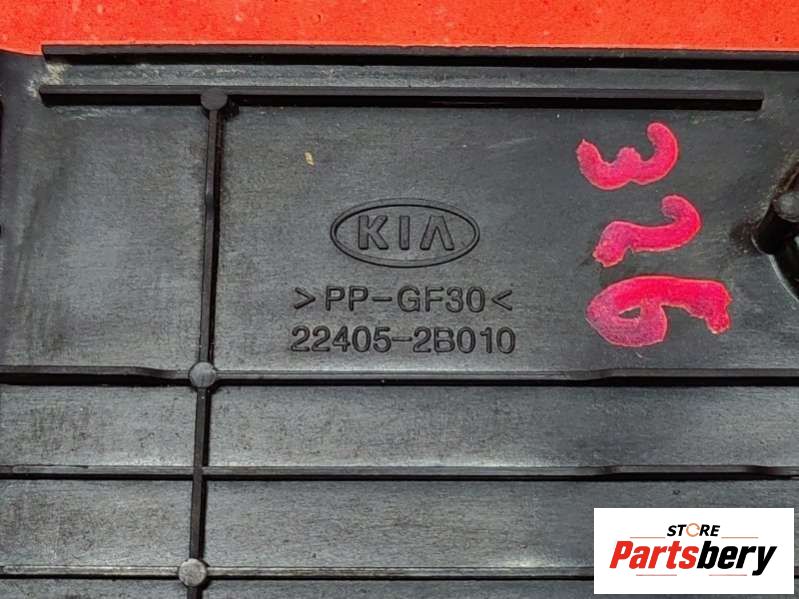 KIA
>PP-GF30<
22405-2B010
326
STORE
Partsbery